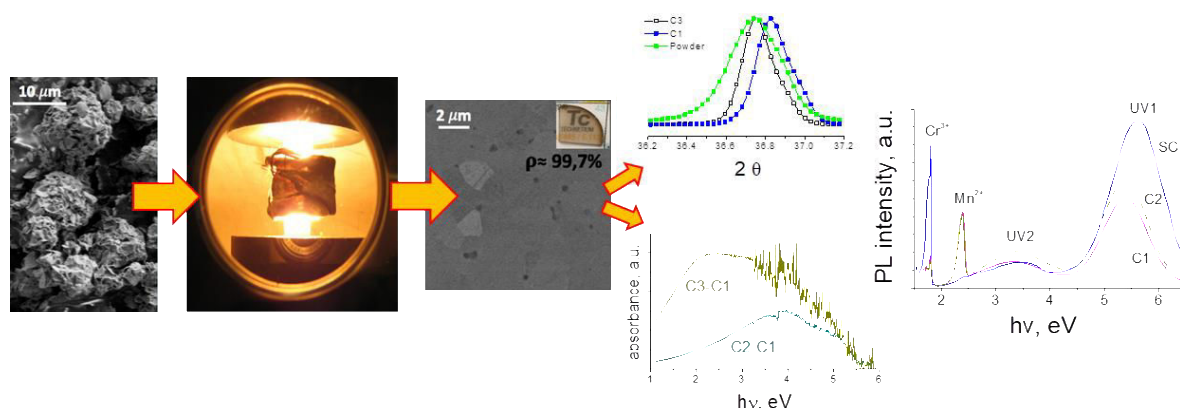 10 μm
2 μm
Tc
TECHNETIUM
ρ≈ 99,7%
C3
C1
Powder
36.2 36.4 36.6 36.8 37.0 37.2
2 θ
absorbance, a.u.
C3-C1
C2-C1
1 2 3 4 5 6
hν, eV
PL intensity, a.u.
Cr³⁺
Mn²⁺
UV2
UV1
SC
C2
C1
2 3 4 5 6
hν, eV